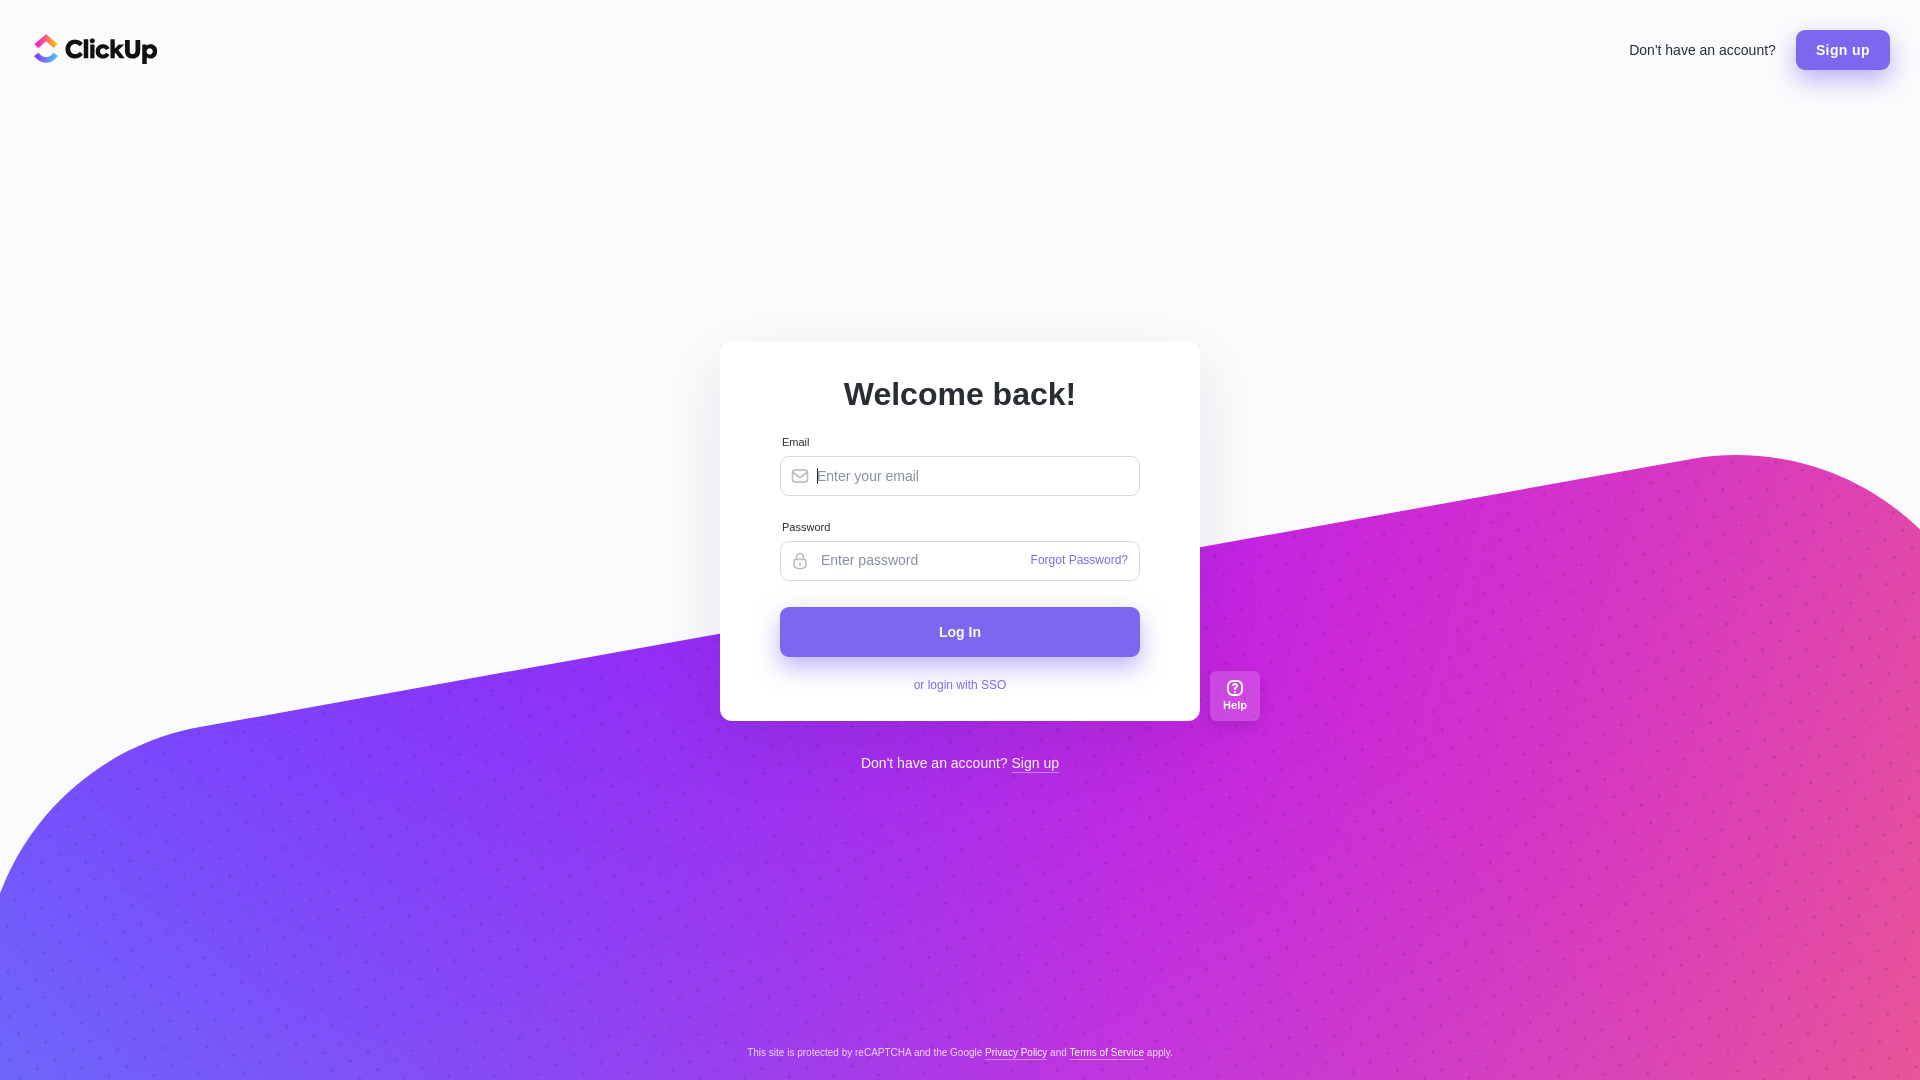 ClickUp
Don't have an account?
Sign up
Welcome back!
Email
Enter your email
Password
Enter password
Forgot Password?
Log In
or login with SSO
Help
Don't have an account? Sign up
This site is protected by reCAPTCHA and the Google Privacy Policy and Terms of Service apply.